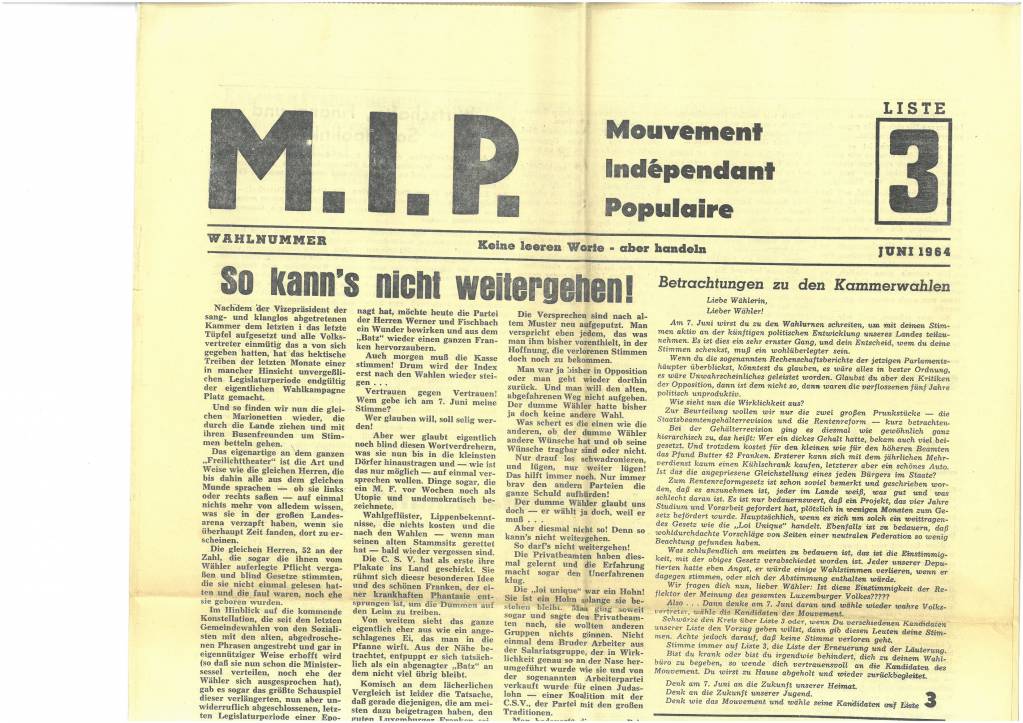 M.I.P.
Mouvement
Indépendant
Populaire
LISTE
3
WAHLNUMMER
Keine leeren Worte - aber handeln
JUNI 1964
So kann's nicht weitergehen!
Nachdem der Vizepräsident der
sang- und klanglos abgetretenen
Kammer dem letzten i das letzte
Tüpfel aufgesetzt und alle Volks-
vertreter einmütig das a von sich
gegeben hatten, hat das hektische
Treiben der letzten Monate einer
in mancher Hinsicht unvergeßli-
chen Legislaturperiode endgültig
der eigentlichen Wahlkampagne
Platz gemacht.
Und so finden wir nun die glei-
chen Marionetten wieder, die
durch die Lande ziehen und mit
ihren Busenfreunden um Stim-
men betteln gehen.
Das eigenartige an dem ganzen
„Freilichttheater" ist die Art und
Weise wie die gleichen Herren, die
bis dahin alle aus dem gleichen
Munde sprachen — ob sie links
oder rechts saßen — auf einmal
nichts mehr von alledem wissen,
was sie in der großen Landes-
arena verzapft haben, wenn sie
überhaupt Zeit fanden, dort zu er-
scheinen.
Die gleichen Herren, 52 an der
Zahl, die sogar die ihnen vom
Wähler auferlegte Pflicht verga-
ßen und blind Gesetze stimmten,
die sie nicht einmal gelesen hat-
ten und die faul waren, noch ehe
sie geboren wurden.
Im Hinblick auf die kommende
Konstellation, die seit den letzten
Gemeindewahlen von den Soziali-
sten mit den alten, abgedrosche-
nen Phrasen angestrebt und gar in
eigennütziger Weise erhofft wird
(so daß sie nun schon die Minister-
sessel verteilen, noch ehe der
Wähler sich ausgesprochen hat),
gab es sogar das größte Schauspiel
dieser verlängerten, nun aber un-
widerruflich abgeschlossenen, letz-
ten Legislaturperiode einer Epo-
nagt hat, möchte heute die Partei
der Herren Werner und Fischbach
ein Wunder bewirken und aus dem
„Batz" wieder einen ganzen Fran-
ken hervorzaubern.
Auch morgen muß die Kasse
stimmen! Drum wird der Index
erst nach den Wahlen wieder stei-
gen . . .
Vertrauen gegen Vertrauen!
Wem gebe ich am 7. Juni meine
Stimme?
Wer glauben will, soll selig wer-
den!
Aber wer glaubt eigentlich
noch blind diesen Wortverdrehern,
was sie nun bis in die kleinsten
Dörfer hinaustragen und — wie ist
das nur möglich — auf einmal ver-
sprechen wollen. Dinge sogar, die
ein M. F. vor Wochen noch als
Utopie und undemokratisch be-
zeichnete.
Wahlgeflüster, Lippenbekennt-
nisse, die nichts kosten und die
nach den Wahlen — wenn man
seinen alten Stammsitz gerettet
hat — bald wieder vergessen sind.
Die C. S. V. hat als erste ihre
Plakate ins Land geschickt. Sie
rühmt sich dieser besonderen Idee
und des schönen Franken, der ei-
ner krankhaften Phantasie ent-
sprungen ist, um die Dummen auf
den Leim zu treiben.
Von weitem sieht das ganze
eigentlich eher aus wie ein ange-
schlagenes Ei, das man in die
Pfanne wirft. Aus der Nähe be-
trachtet, entpuppt er sich tatsäch-
lich als ein abgenagter „Batz" an
dem nicht viel übrig bleibt.
Komisch an dem lächerlichen
Vergleich ist leider die Tatsache,
daß gerade diejenigen, die am mei-
sten dazu beigetragen haben, den
guten Luxemburger Franken
Die Versprechen sind nach al-
tem Muster neu aufgeputzt. Man
verspricht eben jedem, das was
man ihm bisher vorenthielt, in der
Hoffnung, die verlorenen Stimmen
doch noch zu bekommen.
Man war ja bisher in Opposition
oder man geht wieder dorthin
zurück. Und man will den alten,
abgefahrenen Weg nicht aufgeben.
Der dumme Wähler hatte bisher
ja doch keine andere Wahl.
Was schert es die einen wie die
anderen, ob der dumme Wähler
andere Wünsche hat und ob seine
Wünsche tragbar sind oder nicht.
Nur drauf los schwadronieren,
und lügen, nur weiter lügen!
Das hilft immer noch. Nur immer
brav den andern Parteien die
ganze Schuld aufbürden!
Der dumme Wähler glaubt uns
doch — er wählt ja doch, weil er
muß . . . .
Aber diesmal nicht so! Denn so
kann's nicht weitergehen.
So darf's nicht weitergehen!
Die Privatbeamten haben dies-
mal gelernt und die Erfahrung
macht sogar den Unerfahrenen
klug.
Die „loi unique" war ein Hohn!
Sie ist ein Hohn solange sie be-
stehen bleibt. Man ging soweit
sogar und sagte den Privatbeam-
ten nach, sie wollten anderen
Gruppen nichts gönnen. Nicht
einmal dem Bruder Arbeiter aus
der Salariatsgruppe, der in Wirk-
lichkeit genau so an der Nase her-
umgeführt wurde wie sie und von
der sogenannten Arbeiterpartei
verkauft wurde für einen Judas-
lohn — einer Koalition mit der
C.S.V., der Partei mit den großen
Traditionen.
Betrachtungen zu den Kammerwahlen
Liebe Wählerin,
Lieber Wähler!
Am 7. Juni wirst du zu den Wahlurnen schreiten, um mit deinen Stim-
men aktiv an der künftigen politischen Entwicklung unseres Landes teilzu-
nehmen. Es ist dies ein sehr ernster Gang, und dein Entscheid, wem du deine
Stimmen schenkst, muß ein wohlüberlegter sein.
Wenn du die sogenannten Rechenschaftsberichte der jetzigen Parlaments-
häupter überblickst, könntest du glauben, es wäre alles in bester Ordnung,
es wäre Unwahrscheinliches geleistet worden. Glaubst du aber den Kritiken
der Opposition, dann ist dem nicht so, dann waren die verflossenen fünf Jahre
politisch unproduktiv.
Wie sieht nun die Wirklichkeit aus?
Zur Beurteilung wollen wir nur die zwei großen Prunkstücke — die
Staatsbeamtengehälterrevision und die Rentenreform — kurz betrachten:
Bei der Gehälterrevision ging es diesmal wie gewöhnlich ganz
hierarchisch zu, das heißt: Wer ein dickes Gehalt hatte, bekam auch viel bei-
gesetzt. Und trotzdem kostet für den kleinen wie für den höheren Beamten
das Pfund Butter 42 Franken. Ersterer kann sich mit dem jährlichen Mehr-
verdienst kaum einen Kühlschrank kaufen, letzterer aber ein schönes Auto.
Ist das die angepriesene Gleichstellung eines jeden Bürgers im Staate?
Zum Rentenreformgesetz ist schon soviel bemerkt und geschrieben wor-
den, daß es anzunehmen ist, jeder im Lande weiß, was gut und was
schlecht daran ist. Es ist nur bedauernswert, daß ein Projekt, das vier Jahre
Studium und Vorarbeit gefordert hat, plötzlich in wenigen Monaten zum Ge-
setz befördert wurde. Hauptsächlich, wenn es sich um solch ein weittragen-
des Gesetz wie die „Loi Unique" handelt. Ebenfalls ist zu bedauern, daß
wohldurchdachte Vorschläge von Seiten einer neutralen Federation so wenig
Beachtung gefunden haben.
Was schlußendlich am meisten zu bedauern ist, das ist die Einstimmig-
keit, mit der obiges Gesetz verabschiedet worden ist. Jeder unserer Depu-
tierten hatte eben Angst, er würde einige Wahlstimmen verlieren, wenn er
dagegen stimmen, oder sich der Abstimmung enthalten würde.
Wir fragen dich nun, lieber Wähler: Ist diese Einstimmigkeit der Re-
flektor der Meinung des gesamten Luxemburger Volkes?????
Also . . . Dann denke am 7. Juni daran und wähle wieder wahre Volks-
vertreter, wähle die Kandidaten des Mouvement.
Schwärze den Kreis über Liste 3 oder, wenn Du verschiedenen Kandidaten
unserer Liste den Vorzug geben willst, dann gib diesen Leuten deine Stim-
men. Achte jedoch darauf, daß keine Stimme verloren geht.
Stimme immer auf Liste 3, die Liste der Erneuerung und der Läuterung.
Bist du krank oder bist du irgendwie behindert, dich zu deinem Wahl-
büro zu begeben, so wende dich vertrauensvoll an die Kandidaten des
Mouvement. Du wirst zu Hause abgeholt und wieder zurückbegleitet.
Denk am 7. Juni an die Zukunft unserer Heimat.
Denk an die Zukunft unserer Jugend.
Denk wie das Mouvement und wähle seine Kandidaten auf Liste 3